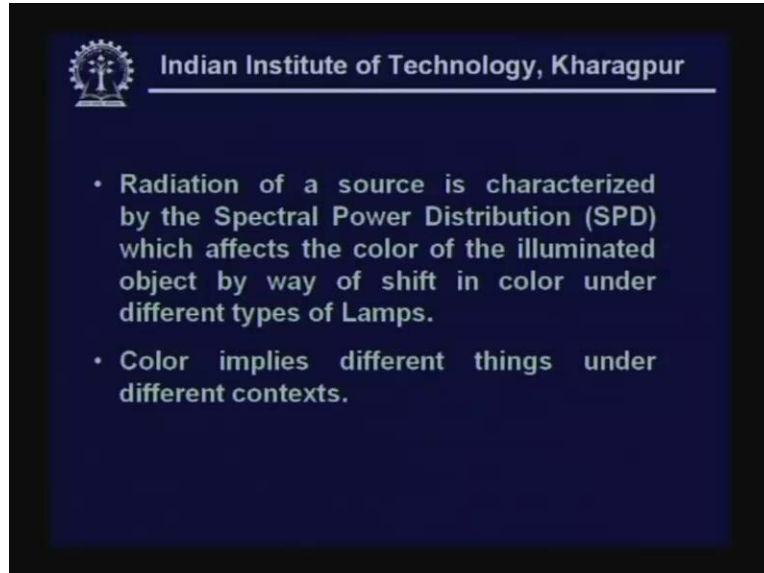 Indian Institute of Technology, Kharagpur
• Radiation of a source is characterized
by the Spectral Power Distribution (SPD)
which affects the color of the illuminated
object by way of shift in color under
different types of Lamps.
• Color implies different things under
different contexts.